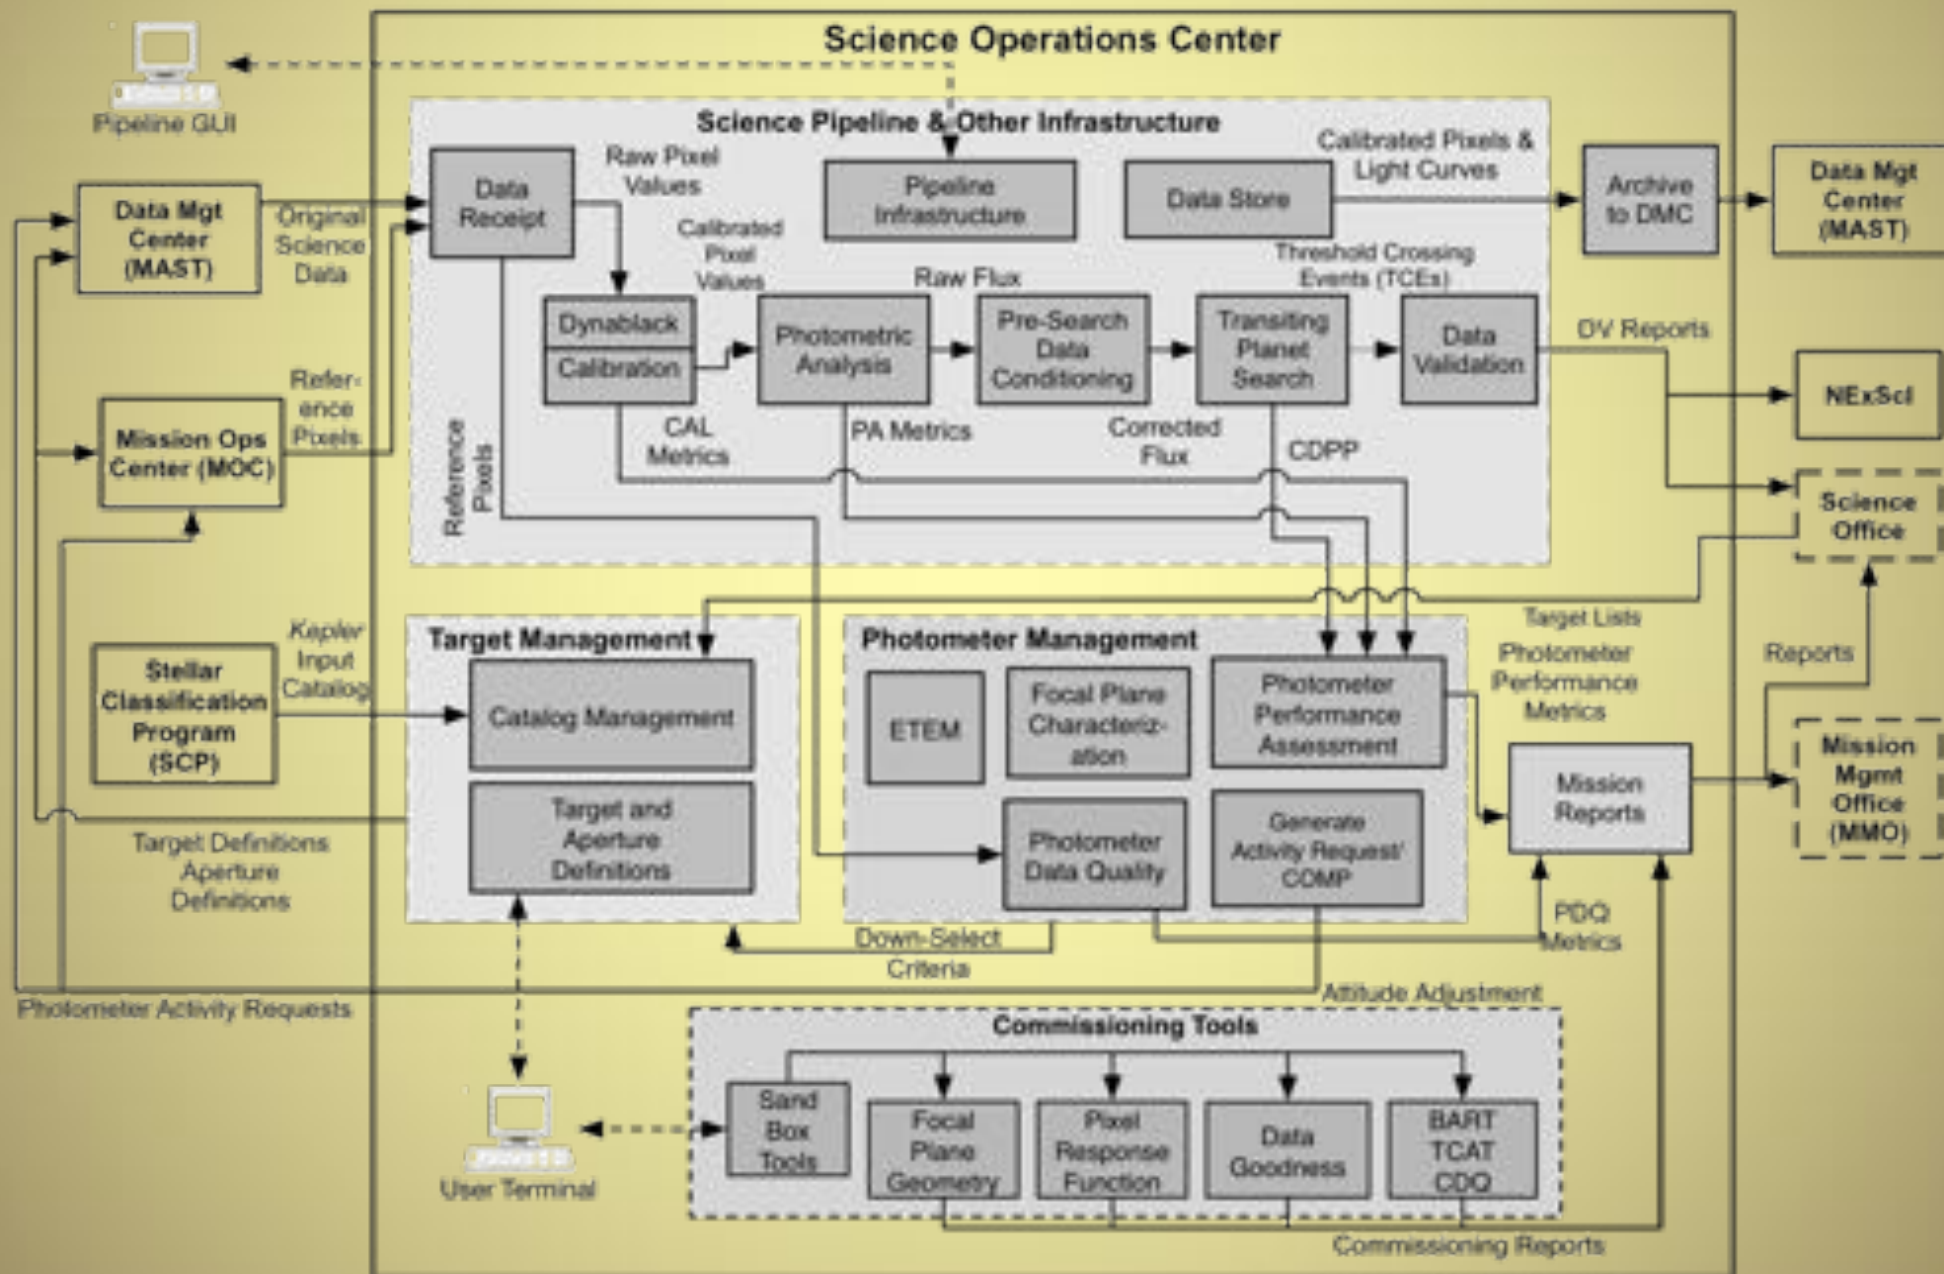 Science Operations Center
Pipeline GUI
Science Pipeline & Other Infrastructure
Data
Receipt
Raw Pixel
Values
Pipeline
Infrastructure
Data Store
Calibrated Pixels &
Light Curves
Archive
to DMC
Data Mgt
Center
(MAST)
Data Mgt
Center
(MAST)
Original
Science
Data
Calibrated
Pixel
Values
Raw Flux
Threshold Crossing
Events (TCEs)
Dynablack
Calibration
Photometric
Analysis
Pre-Search
Data
Conditioning
Transiting
Planet
Search
Data
Validation
DV Reports
NExScI
Refer-
ence
Pixels
Mission Ops
Center (MOC)
Reference
Pixels
CAL
Metrics
PA Metrics
Corrected
Flux
CDPP
Science
Office
Target Lists
Kepler
Input
Catalog
Stellar
Classification
Program
(SCP)
Target Management
Catalog Management
Target and
Aperture
Definitions
Photometer Management
ETEM
Focal Plane
Characteriz-
ation
Photometer
Performance
Assessment
Photometer
Data Quality
Generate
Activity Request/
COMP
Photometer
Performance
Metrics
Reports
Mission
Reports
Mission
Mgmt
Office
(MMO)
Target Definitions
Aperture
Definitions
Down-Select
Criteria
PDQ
Metrics
Photometer Activity Requests
Attitude Adjustment
Commissioning Tools
Sand
Box
Tools
Focal
Plane
Geometry
Pixel
Response
Function
Data
Goodness
BART
TCAT
CDQ
User Terminal
Commissioning Reports